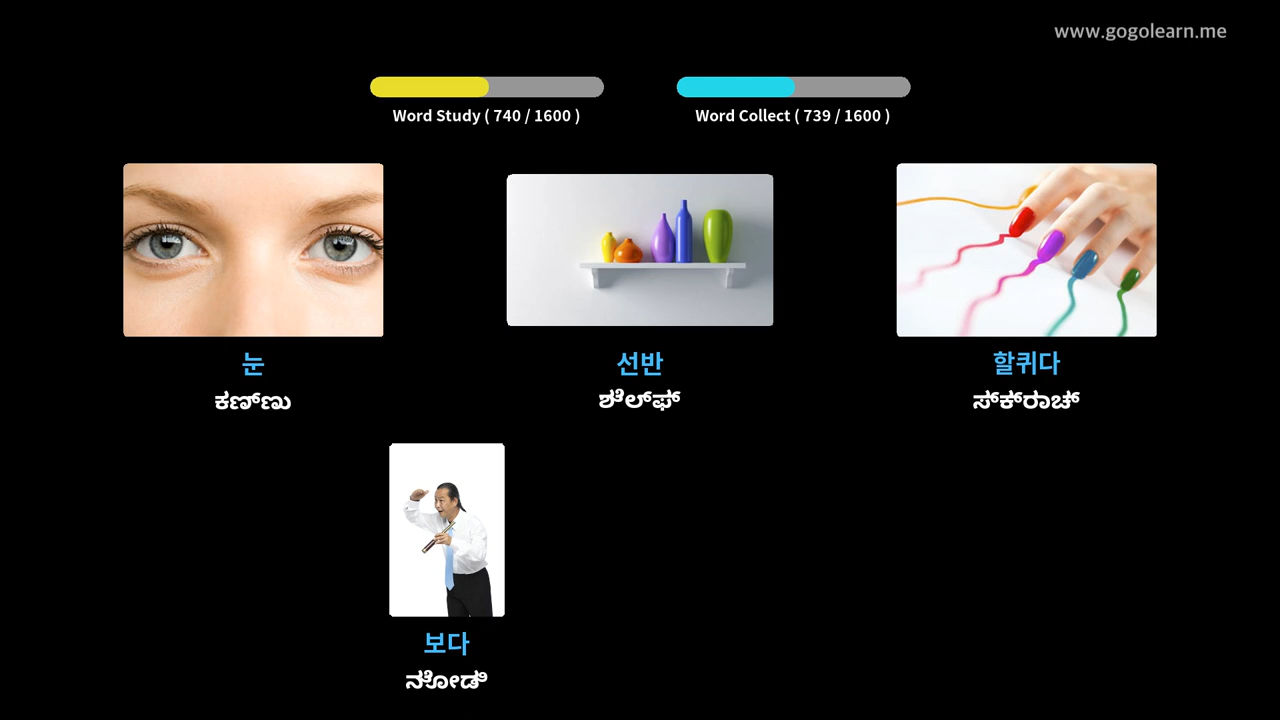 www.gogolearn.me
Word Study ( 740 / 1600 )
Word Collect ( 739 / 1600 )
눈
ಕಣ್ಣು
선반
ಶೆಲ್ಫ್
할퀴다
ಸ್ಕ್ರಾಚ್
보다
ನೋಡಿ